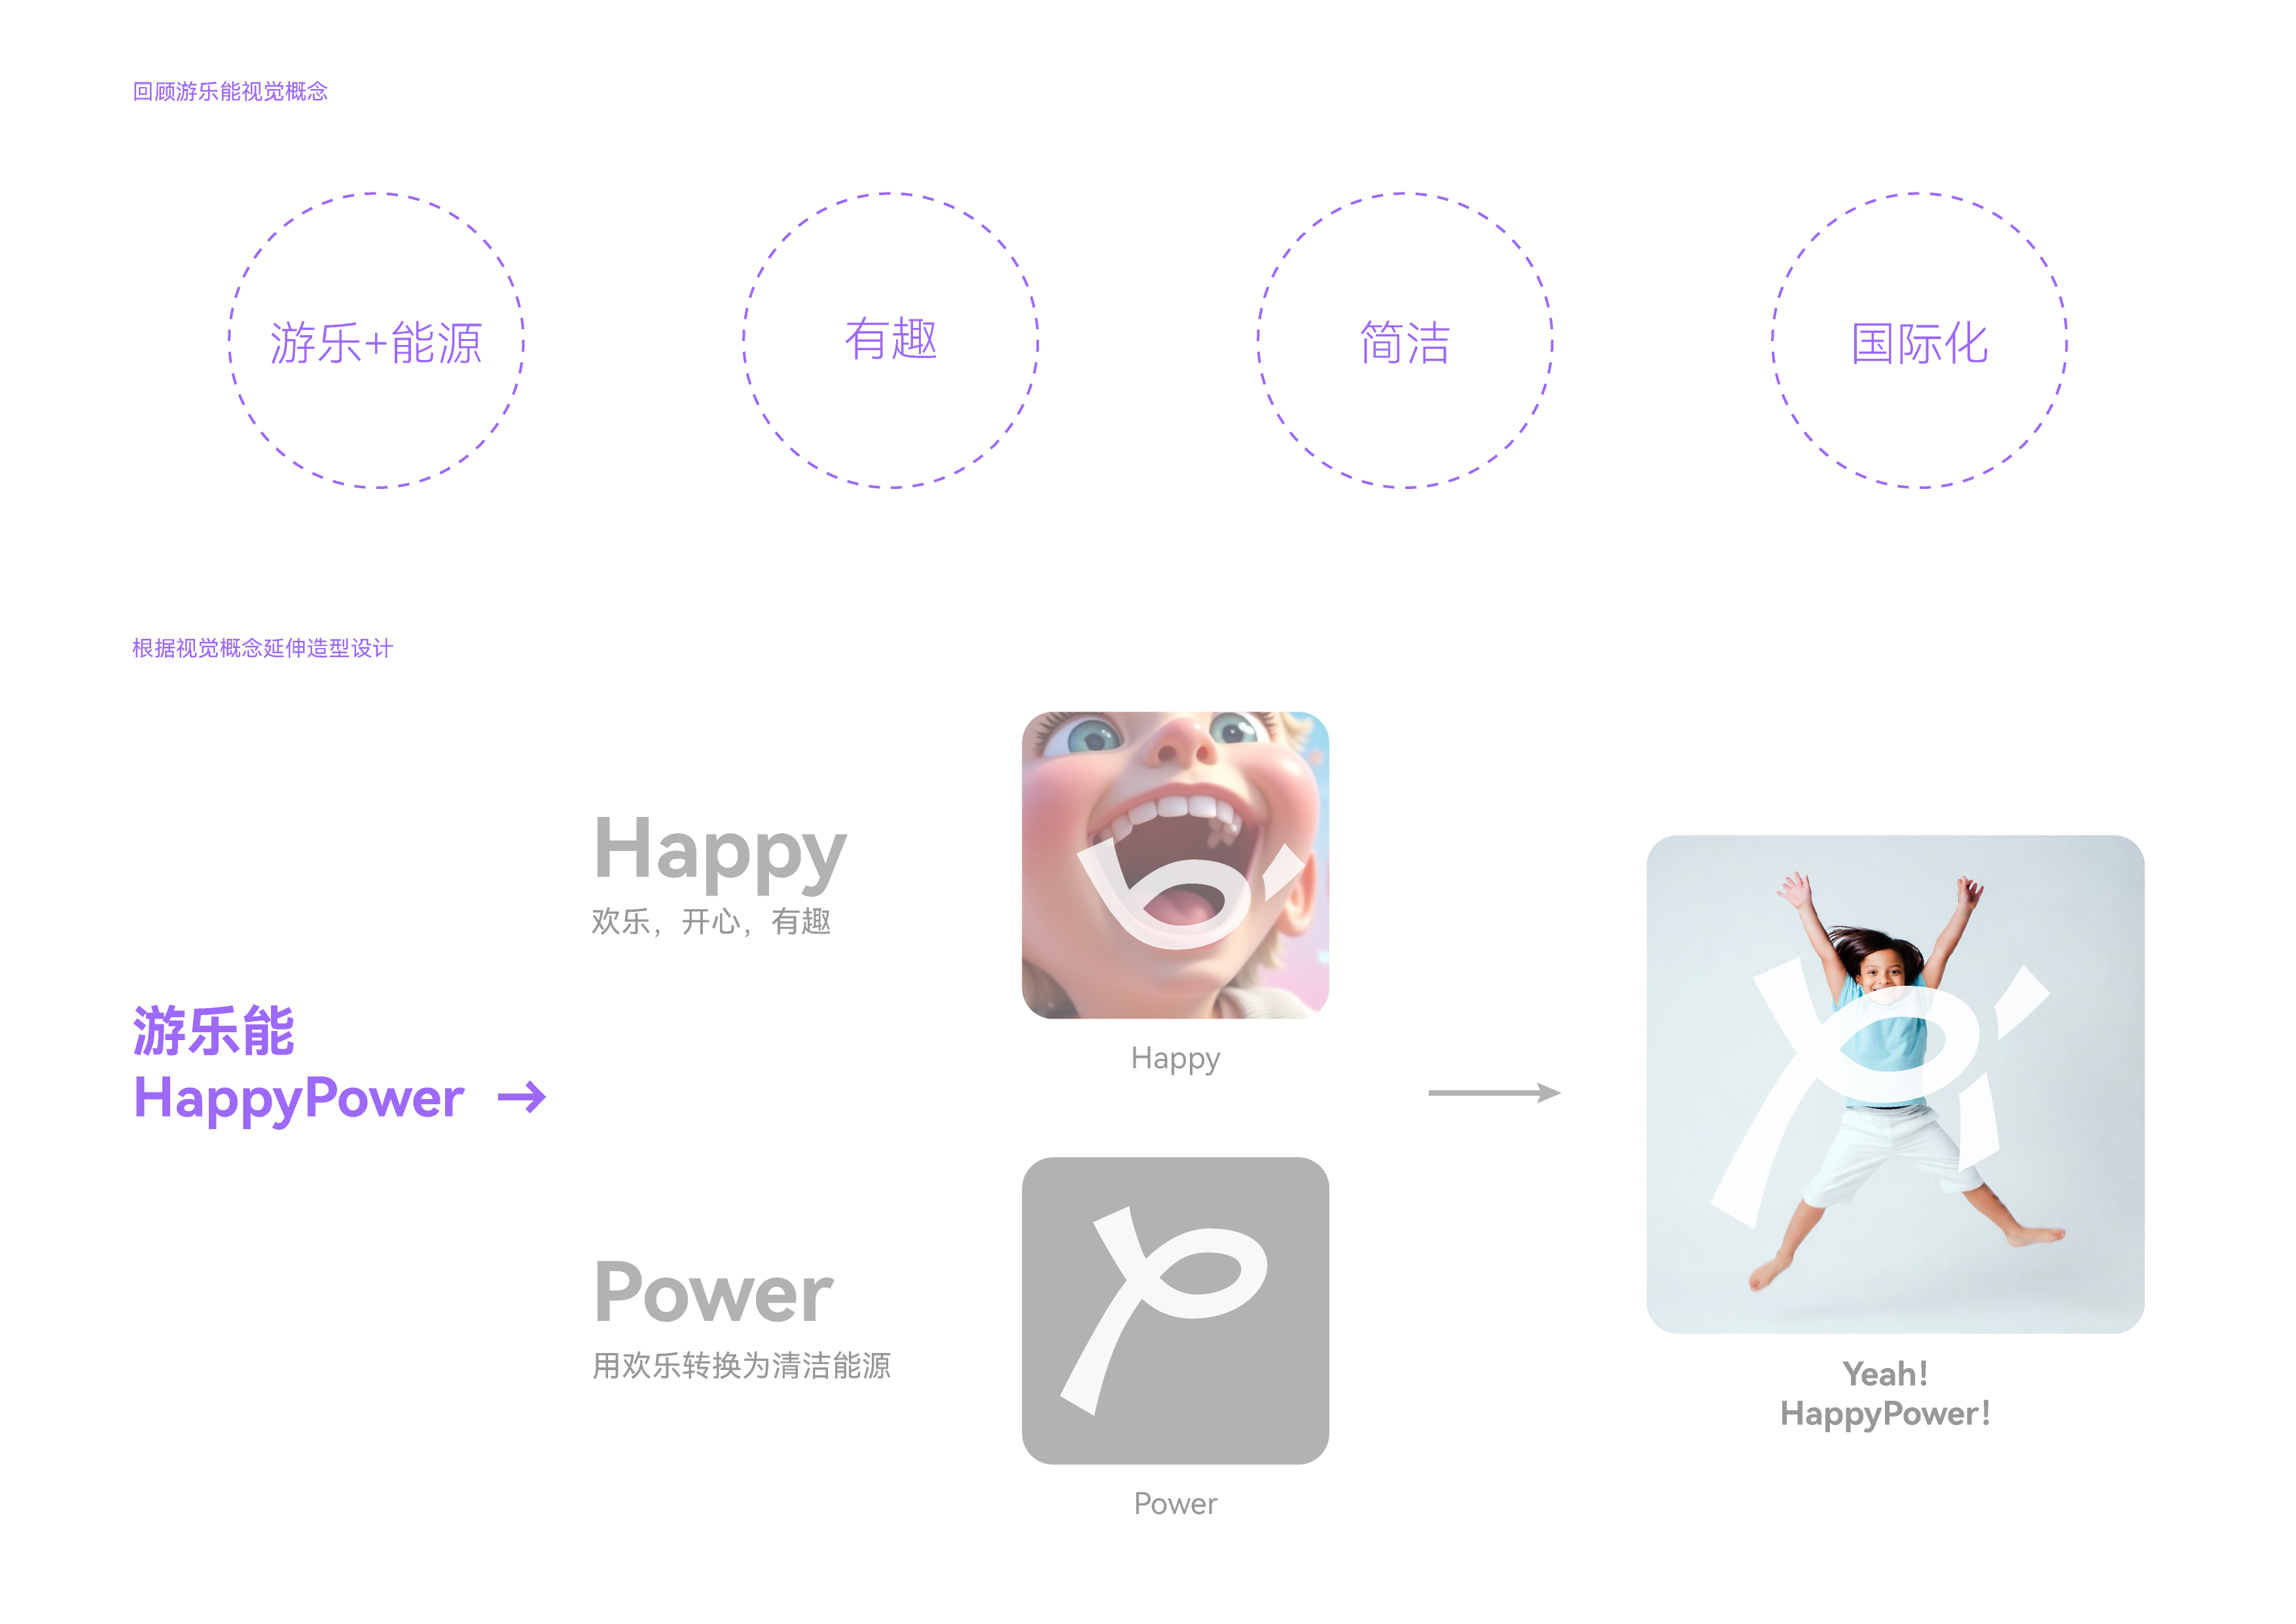 回顾游乐能视觉概念
游乐+能源
有趣
简洁
国际化
根据视觉概念延伸造型设计
游乐能
HappyPower →
Happy
欢乐，开心，有趣
Happy
Power
用欢乐转换为清洁能源
Power
Yeah!
HappyPower!